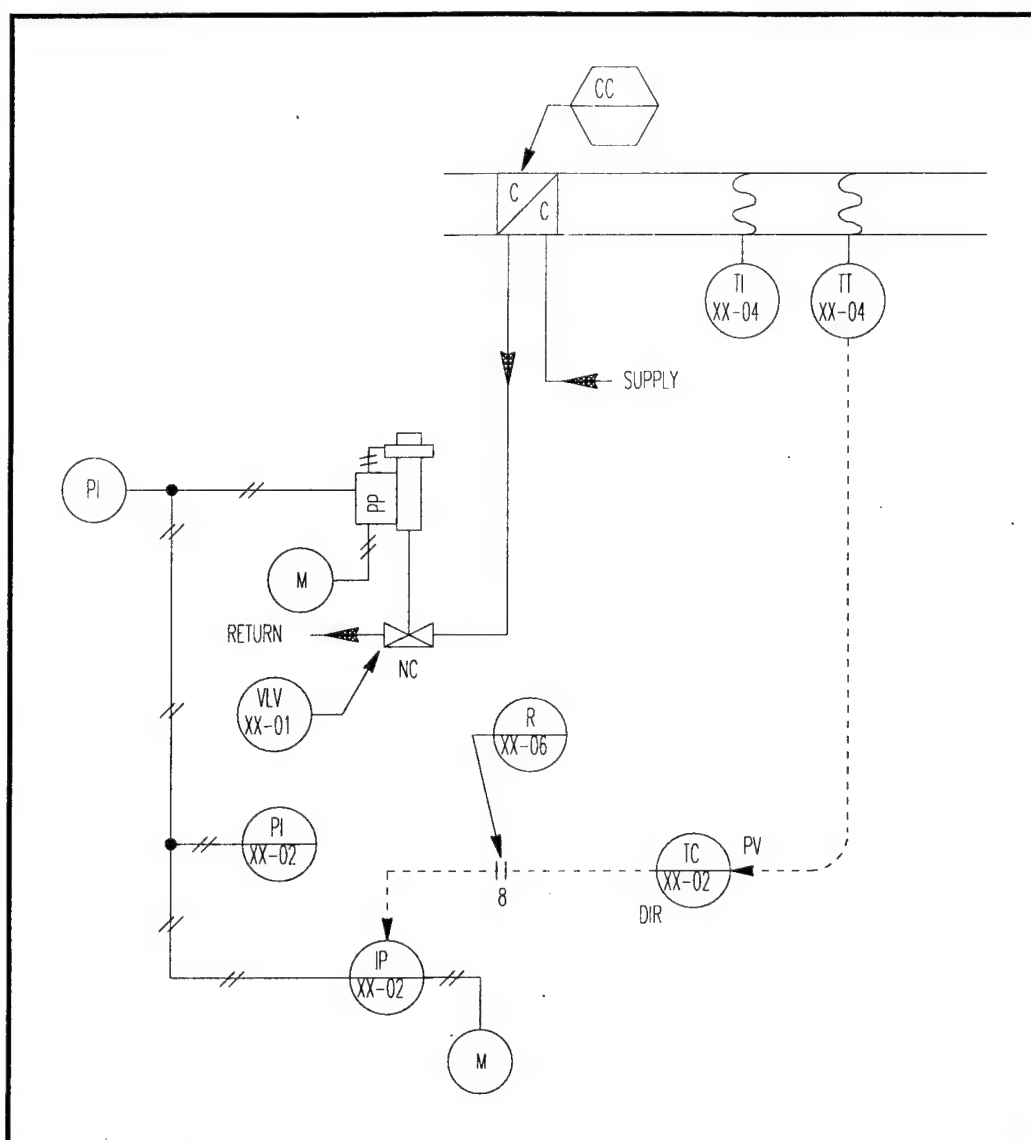 CC
C
C
TI
XX-04
TT
XX-04
SUPPLY
PI
PP
M
RETURN
NC
VLV
XX-01
R
XX-06
PI
XX-02
TC
XX-02
PV
8
DIR
IP
XX-02
M